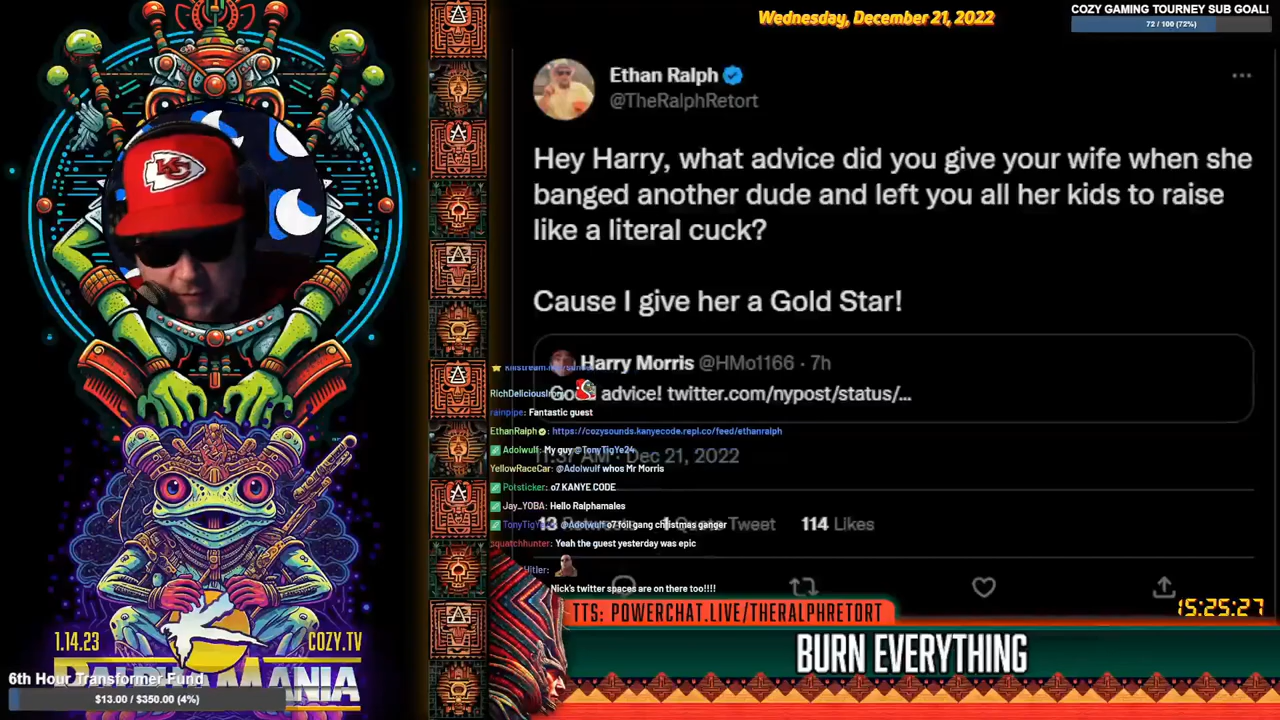 Wednesday, December 21, 2022
COZY GAMING TOURNEY SUB GOAL!
72 / 100 (72%)
Ethan Ralph
@TheRalphRetort
Hey Harry, what advice did you give your wife when she
banged another dude and left you all her kids to raise
like a literal cuck?
Cause I give her a Gold Star!
Harry Morris @HMo1166 · 7h
advice! twitter.com/nypost/status/...
rainpipe: Fantastic guest
EthanRalph : https://cozysounds.kanyecode.repl.co/feed/ethanralph
Adolwulf: My guy @TonyTigYe24
Dec 21, 2022
YellowRaceCar: @Adolwulf whos Mr Morris
Potsticker: o7 KANYE CODE
Jay_YOBA: Hello Ralphamales
@Adolwulf o7 foil gang christmas ganger
Tweet 114 Likes
squatchhunter: Yeah the guest yesterday was epic
Hitler:
Nick's twitter spaces are on there too!!!!
15:25:27
TTS: POWERCHAT.LIVE/THERALPHRETORT
BURN EVERYTHING
KC
1.14.23
COZY.TV
MANIA
6th Hour Transformer Fund
$13.00 / $350.00 (4%)